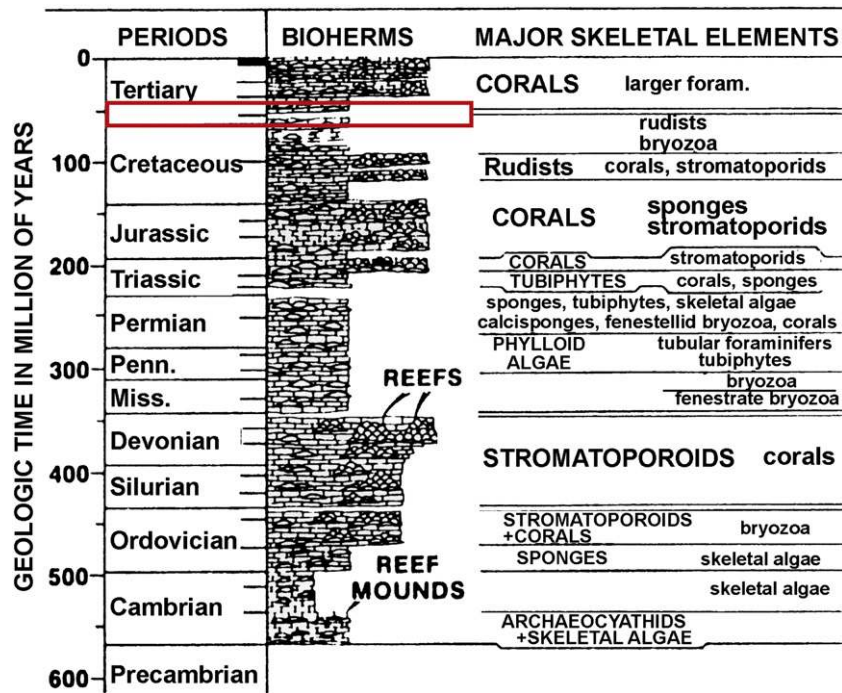 PERIODS BIOHERMS MAJOR SKELETAL ELEMENTS
GEOLOGIC TIME IN MILLION OF YEARS
0
Tertiary CORALS larger foram.
rudists
bryozoa
100 Cretaceous Rudists corals, stromatoporids
CORALS sponges
stromatoporids
Jurassic
CORALS stromatoporids
200
Triassic TUBIPHYTES corals, sponges
sponges, tubiphytes, skeletal algae
Permian calcisponges, fenestellid bryozoa, corals
PHYLLOID tubular foraminifers
300 Penn. ALGAE tubiphytes
REEFS bryozoa
Miss. fenestrate bryozoa
Devonian
400 STROMATOPOROIDS corals
Silurian
STROMATOPOROIDS bryozoa
+CORALS
Ordovician
SPONGES skeletal algae
500 REEF
MOUNDS skeletal algae
Cambrian
ARCHAEOCYATHIDS
+SKELETAL ALGAE
600 Precambrian